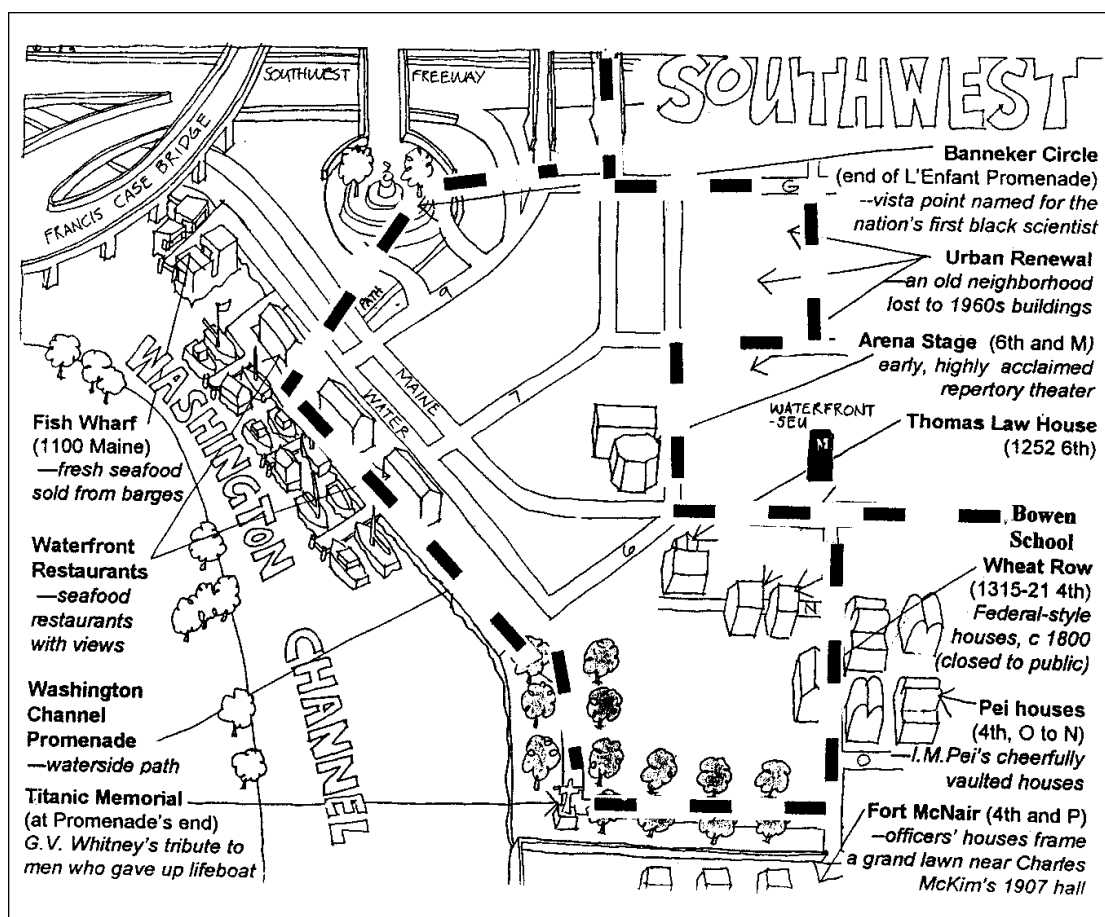 SOUTHWEST FREEWAY
SOUTHWEST
FRANCIS CASE BRIDGE
Banneker Circle
(end of L'Enfant Promenade)
--vista point named for the
nation's first black scientist
G
Urban Renewal
—an old neighborhood
lost to 1960s buildings
PATH
9
Arena Stage (6th and M)
early, highly acclaimed
repertory theater
MAINE
WATER
7
WASHINGTON
CHANNEL
WATERFRONT
-SEU
M
Thomas Law House
(1252 6th)
Fish Wharf
(1100 Maine)
—fresh seafood
sold from barges
Bowen
School
6
Waterfront
Restaurants
—seafood
restaurants
with views
Wheat Row
(1315-21 4th)
Federal-style
houses, c 1800
(closed to public)
N
Washington
Channel
Promenade
—waterside path
Pei houses
(4th, O to N)
—I.M.Pei's cheerfully
vaulted houses
O
Titanic Memorial
(at Promenade's end)
G.V. Whitney's tribute to
men who gave up lifeboat
Fort McNair (4th and P)
—officers' houses frame
a grand lawn near Charles
McKim's 1907 hall